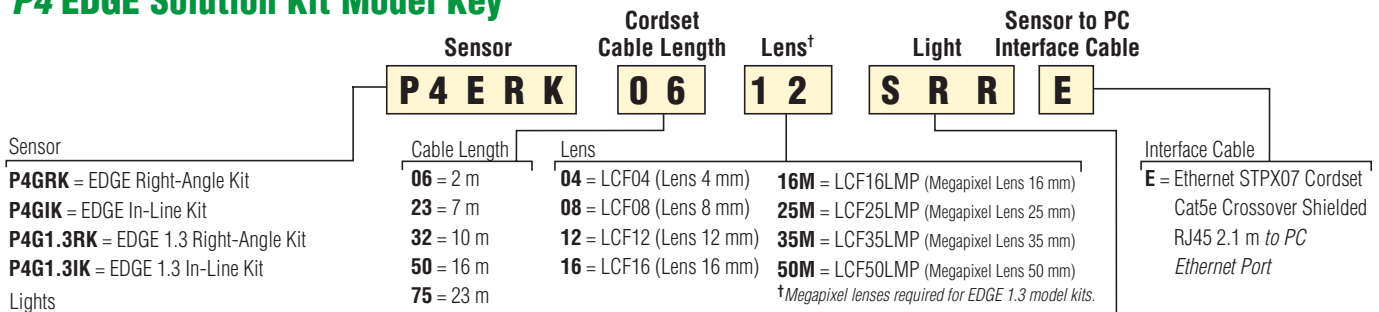 P4 EDGE Solution Kit Model Key
Sensor
Cordset
Cable Length
Lens†
Light
Sensor to PC
Interface Cable
P4ERK 06 12 SRR E
Sensor
P4GRK = EDGE Right-Angle Kit
P4GIK = EDGE In-Line Kit
P4G1.3RK = EDGE 1.3 Right-Angle Kit
P4G1.3IK = EDGE 1.3 In-Line Kit
Lights
Cable Length
06 = 2 m
23 = 7 m
32 = 10 m
50 = 16 m
75 = 23 m
Lens
04 = LCF04 (Lens 4 mm)
08 = LCF08 (Lens 8 mm)
12 = LCF12 (Lens 12 mm)
16 = LCF16 (Lens 16 mm)
16M = LCF16LMP (Megapixel Lens 16 mm)
25M = LCF25LMP (Megapixel Lens 25 mm)
35M = LCF35LMP (Megapixel Lens 35 mm)
50M = LCF50LMP (Megapixel Lens 50 mm)
†Megapixel lenses required for EDGE 1.3 model kits.
Interface Cable
E = Ethernet STPX07 Cordset
Cat5e Crossover Shielded
RJ45 2.1 m to PC
Ethernet Port